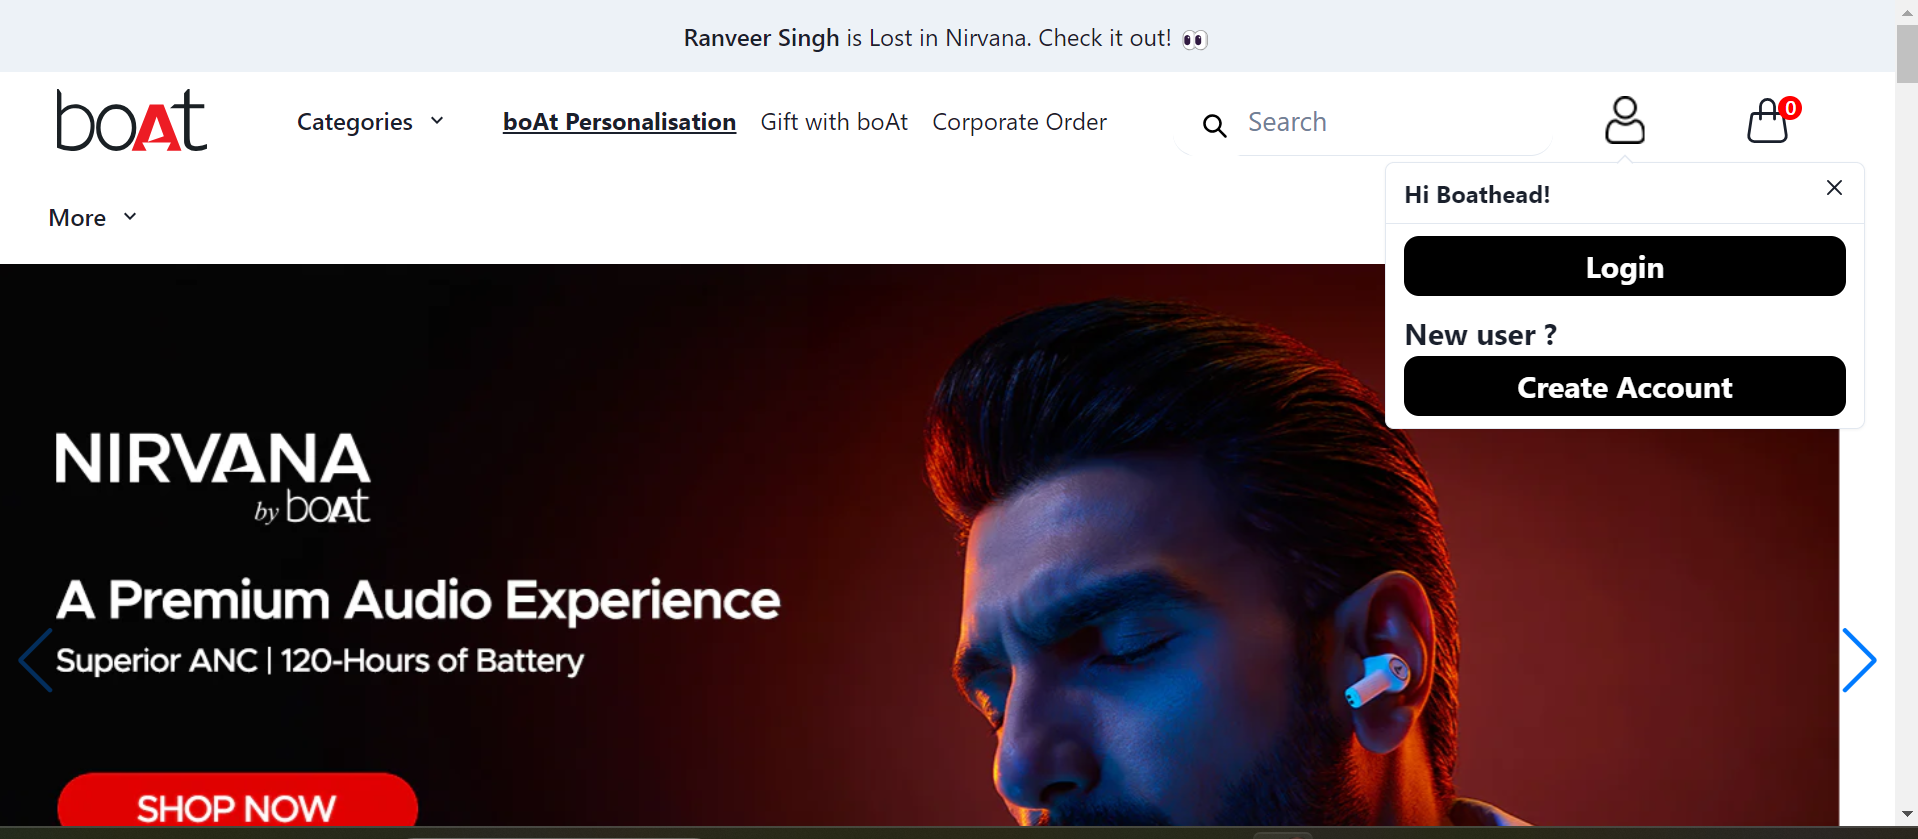 Ranveer Singh is Lost in Nirvana. Check it out! 👀
boAt
Categories
boAt Personalisation
Gift with boAt
Corporate Order
Search
0
More
Hi Boathead!
Login
New user ?
Create Account
NIRVANA
by boAt
A Premium Audio Experience
Superior ANC | 120-Hours of Battery
SHOP NOW